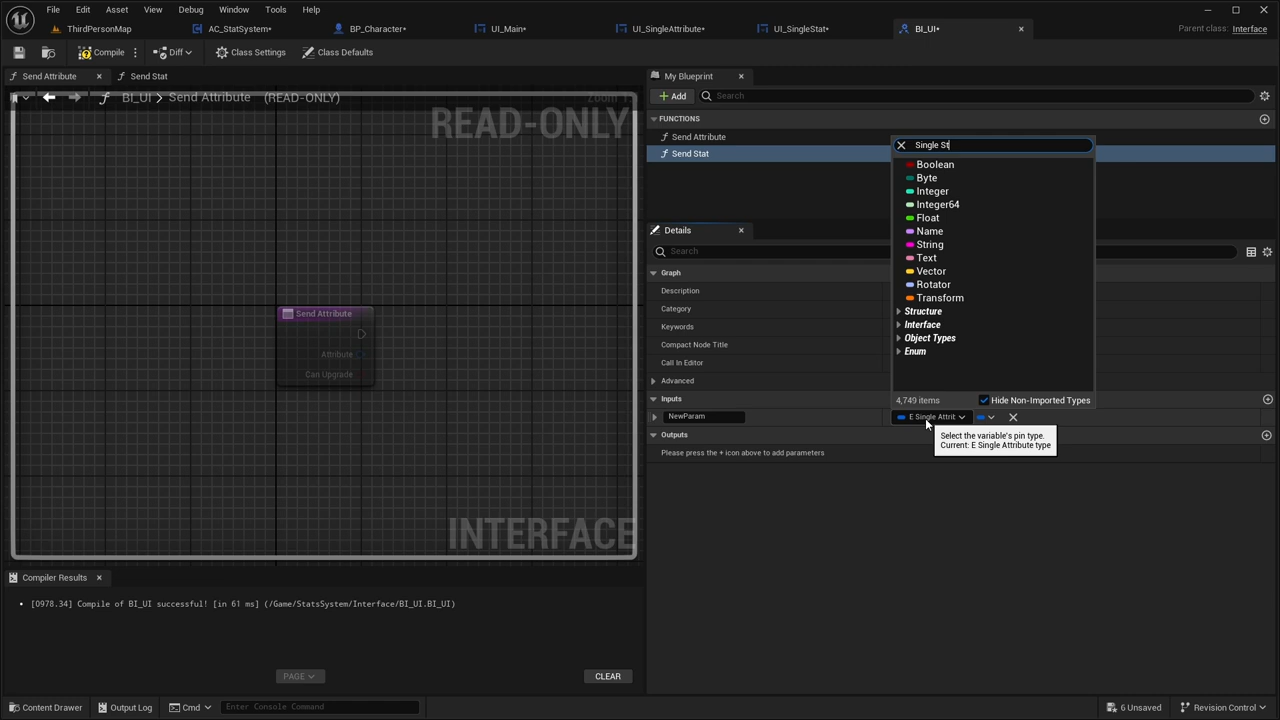 File Edit Asset View Debug Window Tools Help
ThirdPersonMap AC_StatSystem* BP_Character* UI_Main* UI_SingleAttribute* UI_SingleStat* BI_UI* Parent class: Interface
Compile Diff Class Settings Class Defaults
Send Attribute Send Stat
BI_UI > Send Attribute (READ-ONLY)
READ-ONLY
Send Attribute
Attribute
Can Upgrade
INTERFACE
Compiler Results
[0978.34] Compile of BI_UI successful! [in 61 ms] (/Game/StatsSystem/Interface/BI_UI.BI_UI)
PAGE CLEAR
My Blueprint
Add Search
FUNCTIONS
Send Attribute
Send Stat
Details
Search
Graph
Description
Category
Keywords
Compact Node Title
Call In Editor
Advanced
Inputs
NewParam E Single Attrit
Outputs
Please press the + icon above to add parameters
Single St
Boolean
Byte
Integer
Integer64
Float
Name
String
Text
Vector
Rotator
Transform
Structure
Interface
Object Types
Enum
4,749 items Hide Non-Imported Types
Select the variable's pin type.
Current: E Single Attribute type
Content Drawer Output Log Cmd Enter Console Command 6 Unsaved Revision Control